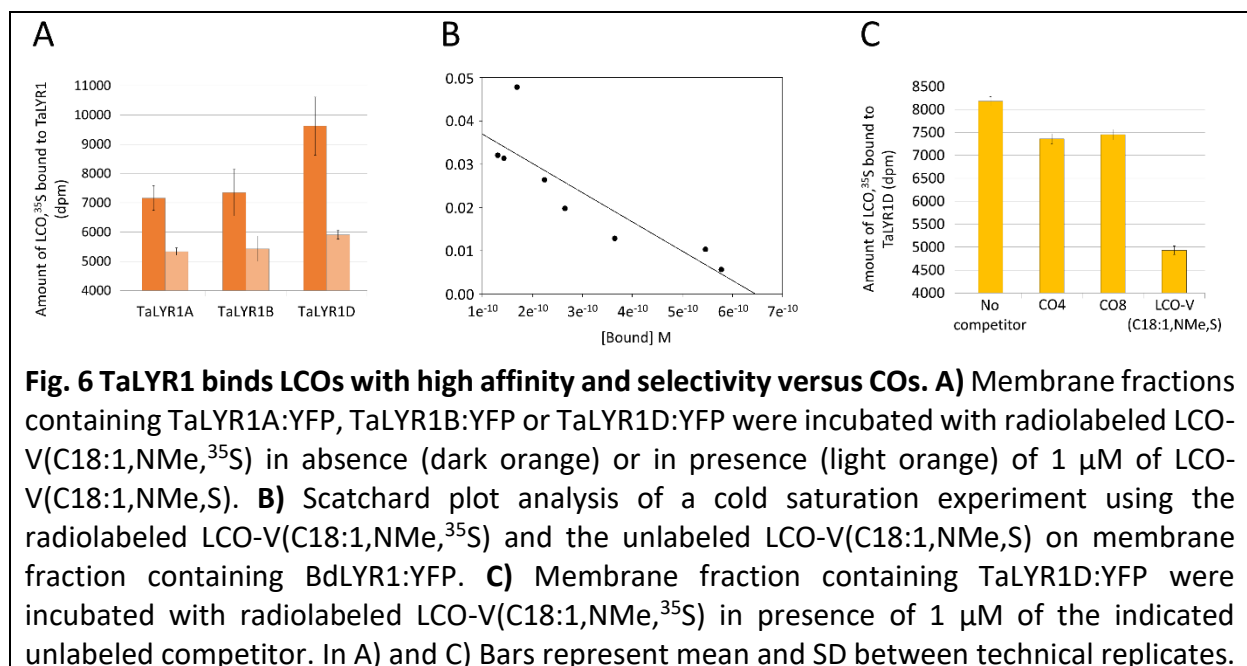 A
B
C
Amount of LCO,³⁵S bound to TaLYR1
(dpm)
11000
10000
9000
8000
7000
6000
5000
4000
TaLYR1A TaLYR1B TaLYR1D
0.05
0.04
0.03
0.02
0.01
0.00
1e⁻¹⁰ 2e⁻¹⁰ 3e⁻¹⁰ 4e⁻¹⁰ 5e⁻¹⁰ 6e⁻¹⁰ 7e⁻¹⁰
[Bound] M
Amount of LCO,³⁵S bound to
TaLYR1D (dpm)
8500
8000
7500
7000
6500
6000
5500
5000
4500
4000
No CO4 CO8 LCO-V
competitor (C18:1,NMe,S)
Fig. 6 TaLYR1 binds LCOs with high affinity and selectivity versus COs. A) Membrane fractions
containing TaLYR1A:YFP, TaLYR1B:YFP or TaLYR1D:YFP were incubated with radiolabeled LCO-
V(C18:1,NMe,³⁵S) in absence (dark orange) or in presence (light orange) of 1 µM of LCO-
V(C18:1,NMe,S). B) Scatchard plot analysis of a cold saturation experiment using the
radiolabeled LCO-V(C18:1,NMe,³⁵S) and the unlabeled LCO-V(C18:1,NMe,S) on membrane
fraction containing BdLYR1:YFP. C) Membrane fraction containing TaLYR1D:YFP were
incubated with radiolabeled LCO-V(C18:1,NMe,³⁵S) in presence of 1 µM of the indicated
unlabeled competitor. In A) and C) Bars represent mean and SD between technical replicates.